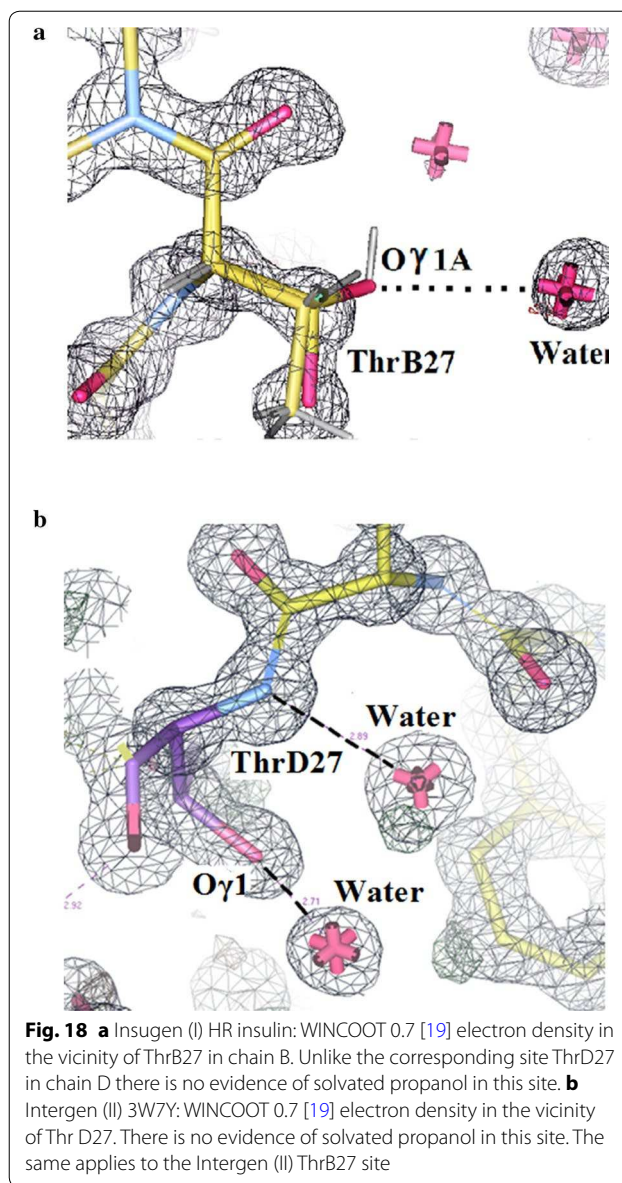 a
Oγ1A
ThrB27
Water
b
Water
2.89
ThrD27
Oγ1
Water
2.71
2.92
Fig. 18 a Insugen (I) HR insulin: WINCOOT 0.7 [19] electron density in
the vicinity of ThrB27 in chain B. Unlike the corresponding site ThrD27
in chain D there is no evidence of solvated propanol in this site. b
Intergen (II) 3W7Y: WINCOOT 0.7 [19] electron density in the vicinity
of Thr D27. There is no evidence of solvated propanol in this site. The
same applies to the Intergen (II) ThrB27 site